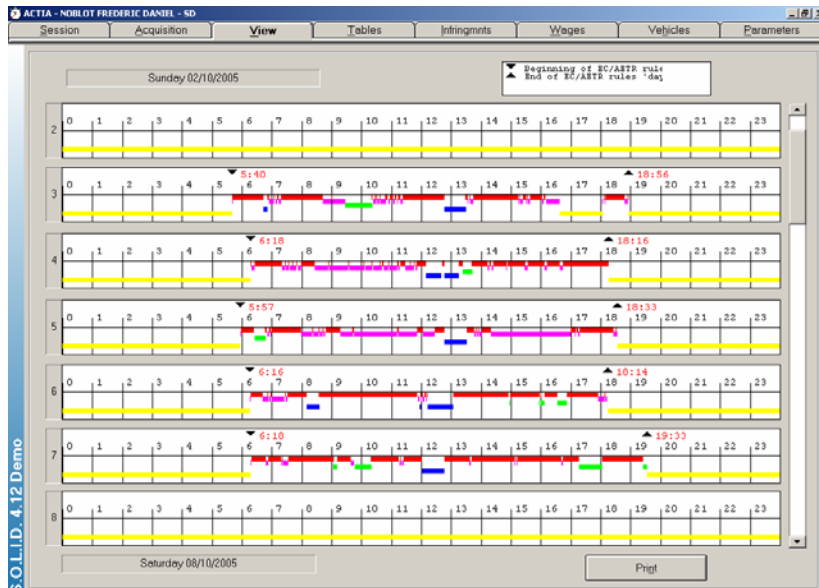 ACTIA - NOBLOT FREDERIC DANIEL - SD
Session Acquisition View Tables Infringmnts Wages Vehicles Parameters
Sunday 02/10/2005
Beginning of EC/AETR rule
End of EC/AETR rules 'day
2 0 1 2 3 4 5 6 7 8 9 10 11 12 13 14 15 16 17 18 19 20 21 22 23
5:40 18:56
3 0 1 2 3 4 5 6 7 8 9 10 11 12 13 14 15 16 17 18 19 20 21 22 23
6:18 18:16
4 0 1 2 3 4 5 6 7 8 9 10 11 12 13 14 15 16 17 18 19 20 21 22 23
5:57 18:33
5 0 1 2 3 4 5 6 7 8 9 10 11 12 13 14 15 16 17 18 19 20 21 22 23
6:16 18:14
6 0 1 2 3 4 5 6 7 8 9 10 11 12 13 14 15 16 17 18 19 20 21 22 23
6:18 19:33
7 0 1 2 3 4 5 6 7 8 9 10 11 12 13 14 15 16 17 18 19 20 21 22 23
8 0 1 2 3 4 5 6 7 8 9 10 11 12 13 14 15 16 17 18 19 20 21 22 23
Saturday 08/10/2005
Print
S.O.L.I.D. 4.12 Demo